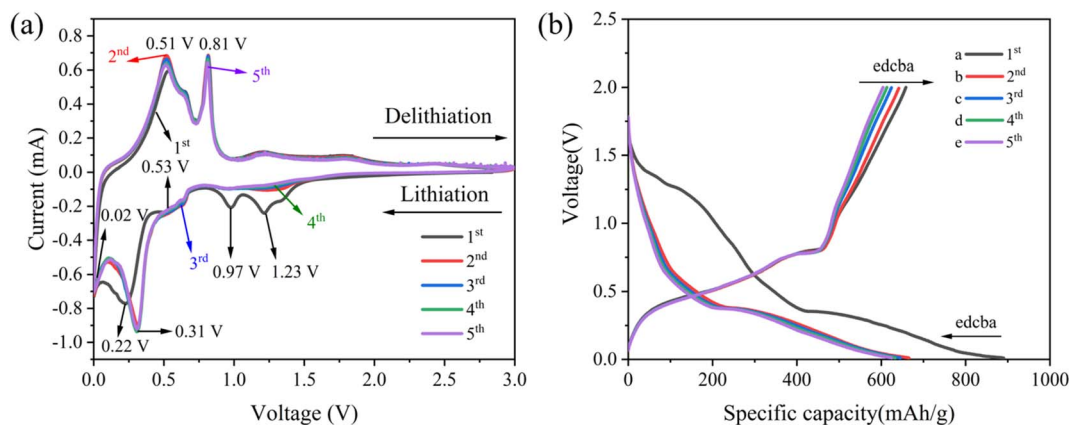 (a)
0.8
0.6
0.4
0.2
0.0
-0.2
-0.4
-0.6
-0.8
-1.0
Current (mA)
0.51 V
0.81 V
2nd
5th
1st
Delithiation
0.53 V
Lithiation
0.02 V
4th
3rd
0.97 V
1.23 V
0.22 V
0.31 V
1st
2nd
3rd
4th
5th
0.0 0.5 1.0 1.5 2.0 2.5 3.0
Voltage (V)
(b)
2.5
2.0
1.5
1.0
0.5
0.0
Voltage(V)
edcba
a 1st
b 2nd
c 3rd
d 4th
e 5th
edcba
0 200 400 600 800 1000
Specific capacity(mAh/g)